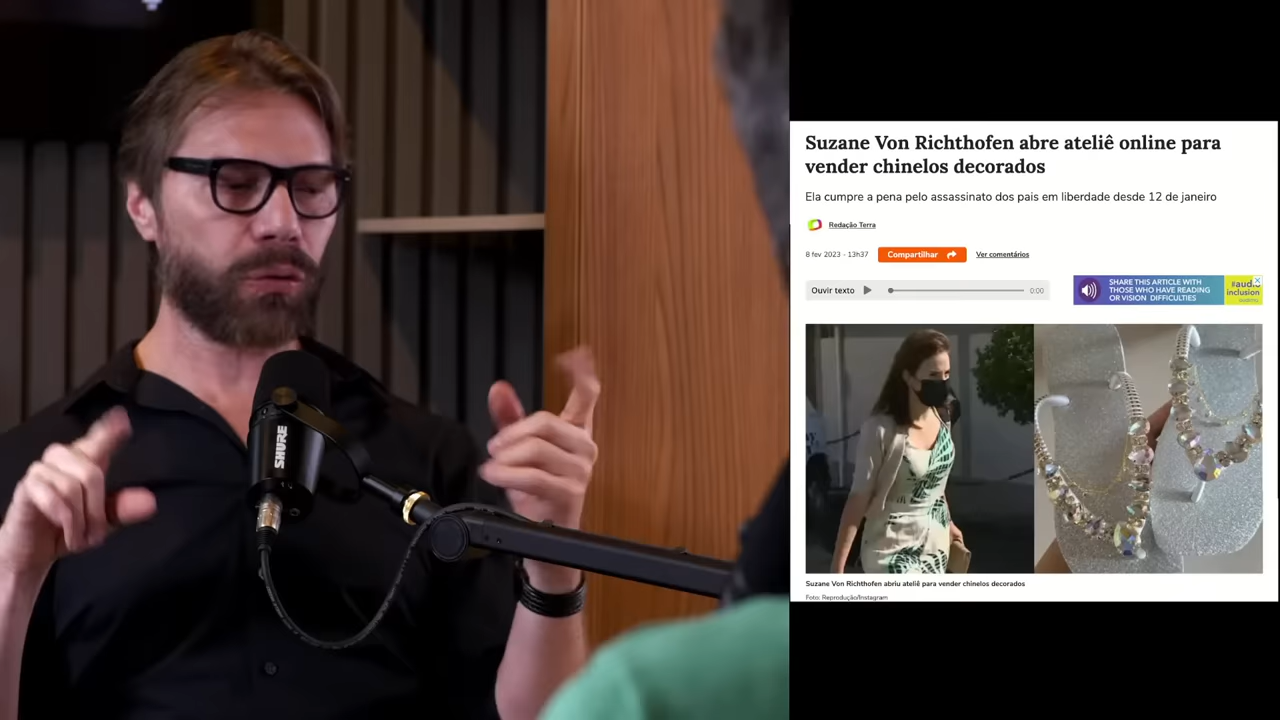 SHURE
Suzane Von Richthofen abre ateliê online para
vender chinelos decorados
Ela cumpre a pena pelo assassinato dos pais em liberdade desde 12 de janeiro
Redação Terra
8 fev 2023 - 13h37
Compartilhar
Ver comentários
Ouvir texto
0:00
SHARE THIS ARTICLE WITH
THOSE WHO HAVE READING
OR VISION DIFFICULTIES
inclusion
Suzane Von Richthofen abriu ateliê para vender chinelos decorados
Foto: Reprodução/Instagram